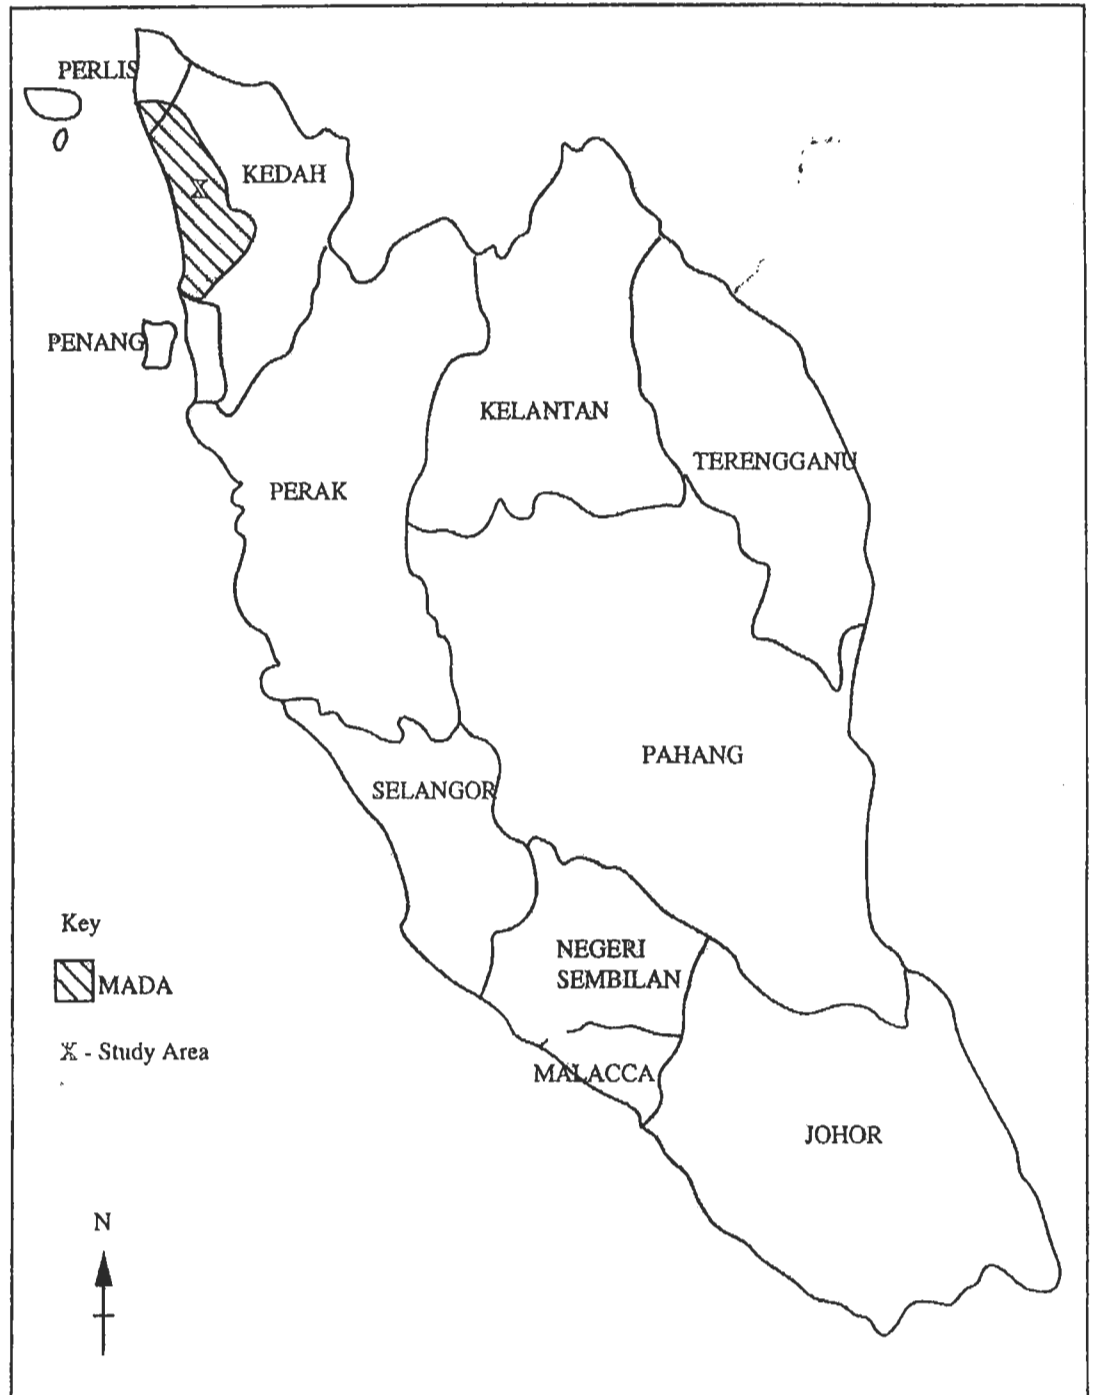 PERLIS
KEDAH
PENANG
KELANTAN
TERENGGANU
PERAK
PAHANG
SELANGOR
Key
MADA
X - Study Area
NEGERI
SEMBILAN
MALACCA
JOHOR
N
X